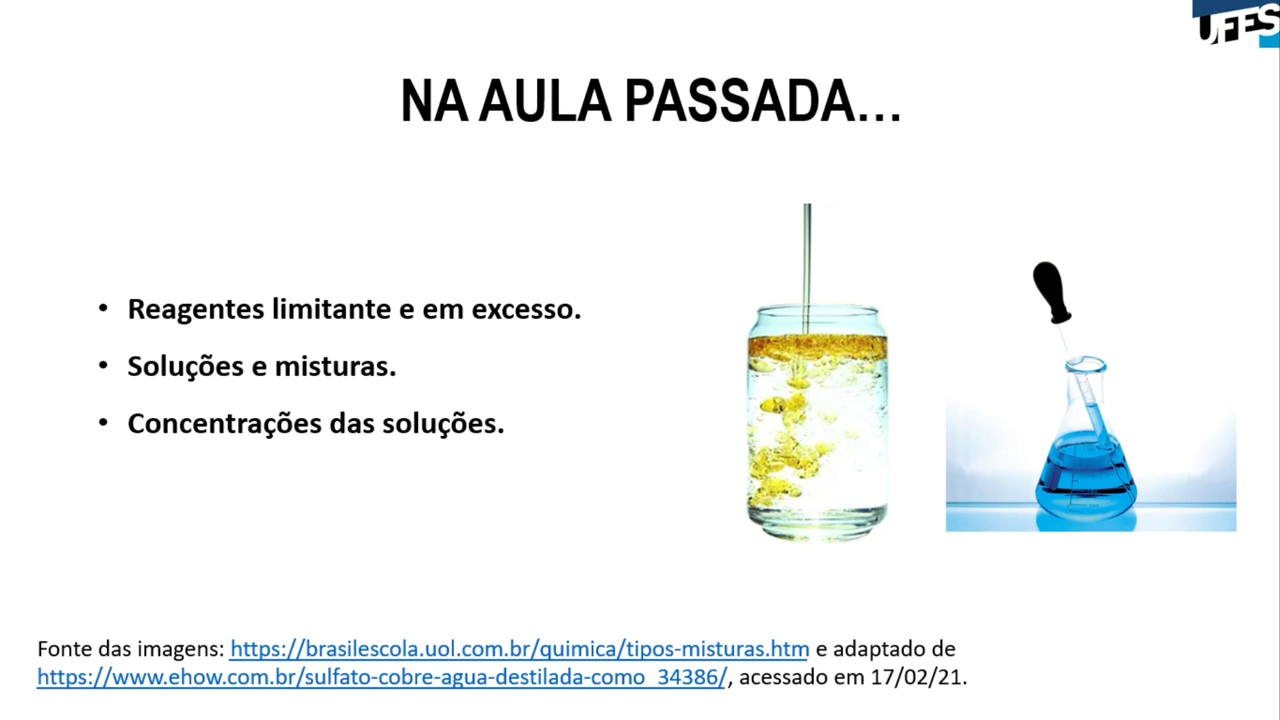 UFES
NA AULA PASSADA...
• Reagentes limitante e em excesso.
• Soluções e misturas.
• Concentrações das soluções.
Fonte das imagens: https://brasilescola.uol.com.br/quimica/tipos-misturas.htm e adaptado de
https://www.ehow.com.br/sulfato-cobre-agua-destilada-como_34386/, acessado em 17/02/21.